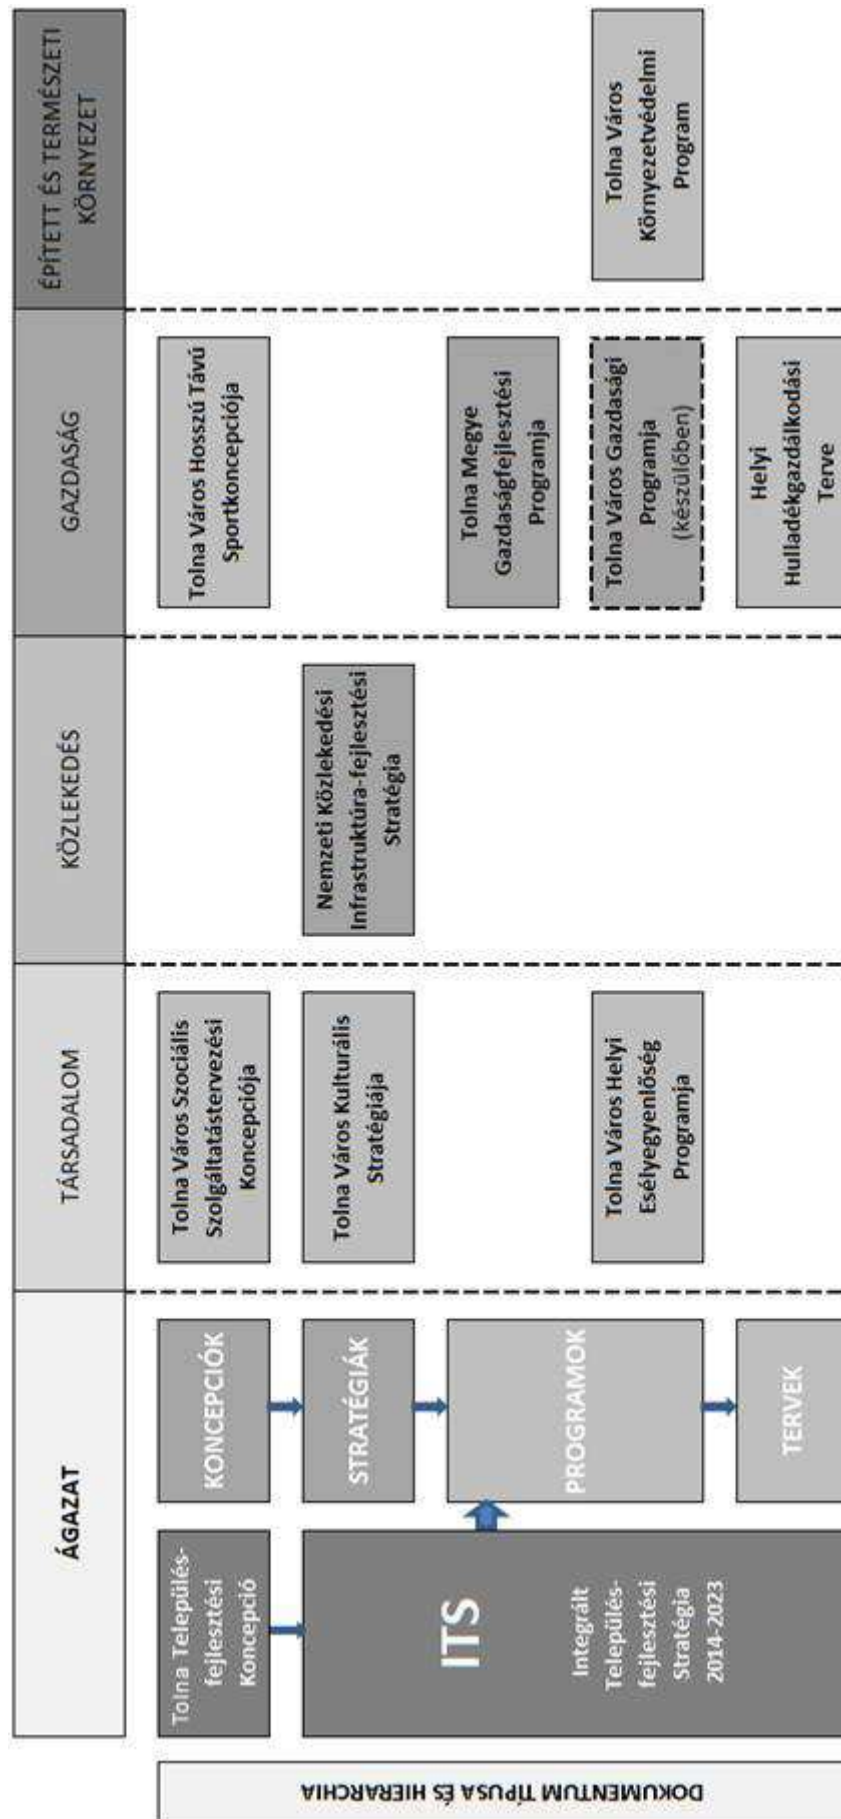 ÁGAZAT
TÁRSADALOM
KÖZLEKEDÉS
GAZDASÁG
ÉPÍTETT ÉS TERMÉSZETI
KÖRNYEZET
DOKUMENTUM TÍPUSA ÉS HIERARCHIA
Tolna Település-
fejlesztési
Koncepció
KONCEPCIÓK
Tolna Város Szociális
Szolgáltatástervezési
Koncepciója
Tolna Város Hosszú Távú
Sportkoncepciója
ITS
Integrált
Település-
fejlesztési
Stratégia
2014-2023
STRATÉGIÁK
Tolna Város Kulturális
Stratégiája
Nemzeti Közlekedési
Infrastruktúra-fejlesztési
Stratégia
PROGRAMOK
Tolna Megye
Gazdaságfejlesztési
Programja
Tolna Város Helyi
Esélyegyenlőség
Programja
Tolna Város Gazdasági
Programja
(készülőben)
Tolna Város
Környezetvédelmi
Program
TERVEK
Helyi
Hulladékgazdálkodási
Terve